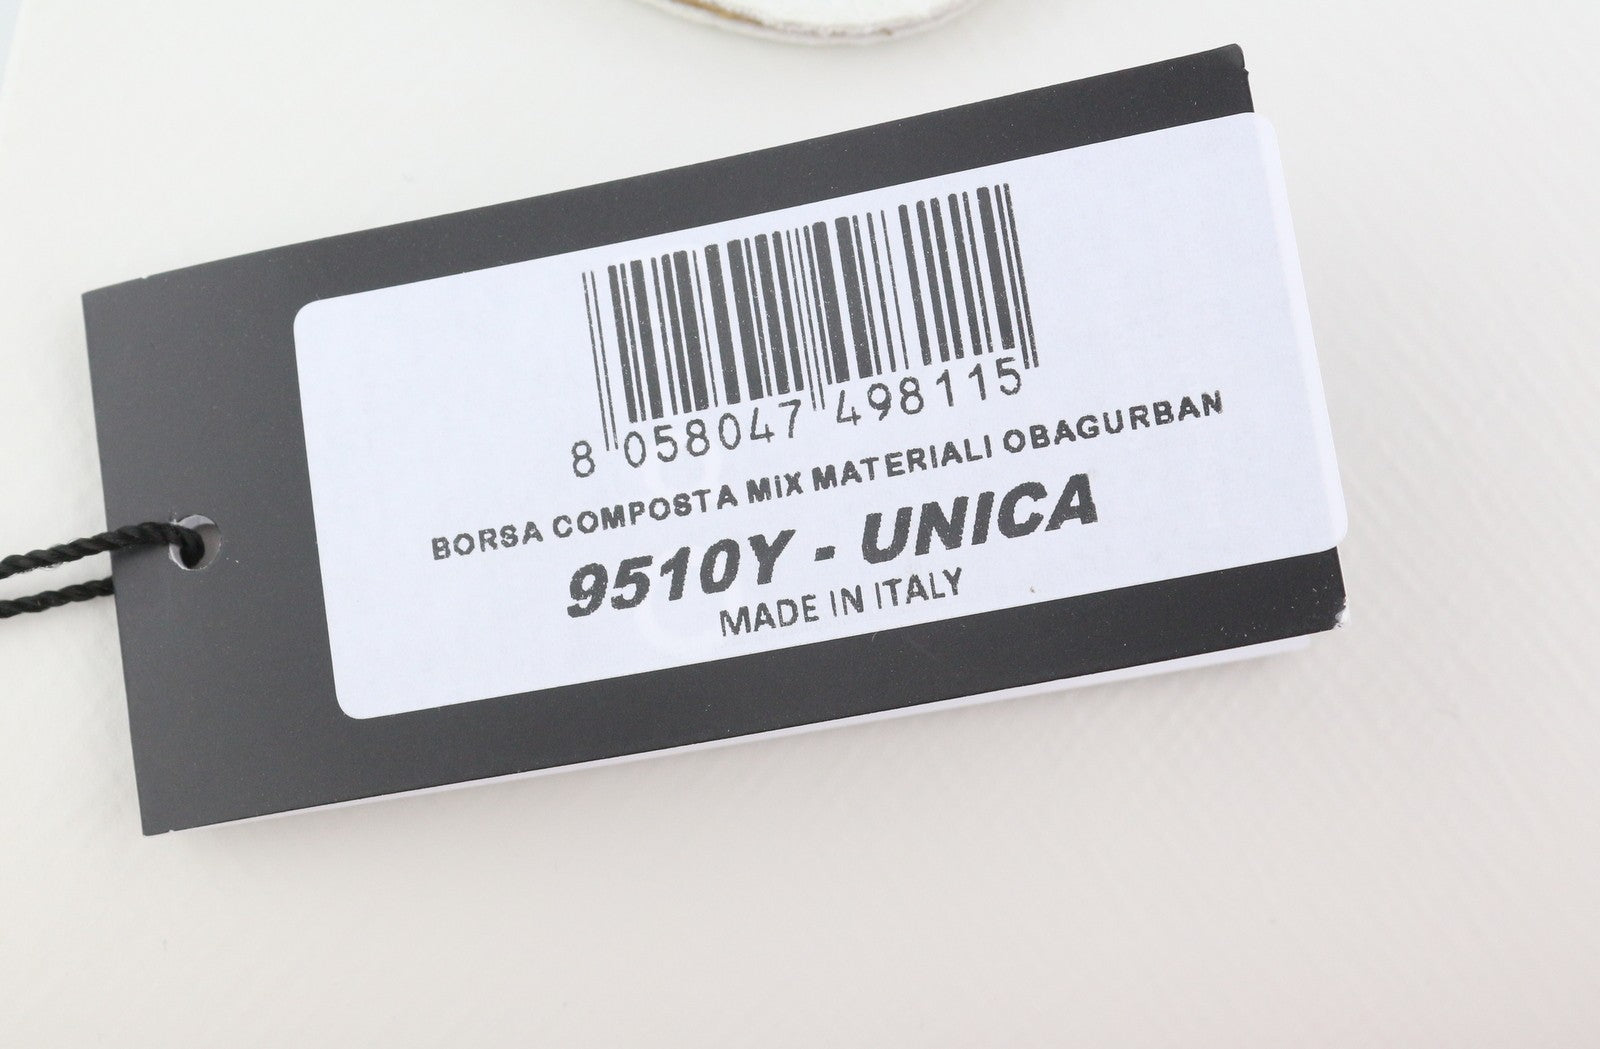 8 058047 498115
BORSA COMPOSTA MIX MATERIALI OBAGURBAN
9510Y - UNICA
MADE IN ITALY